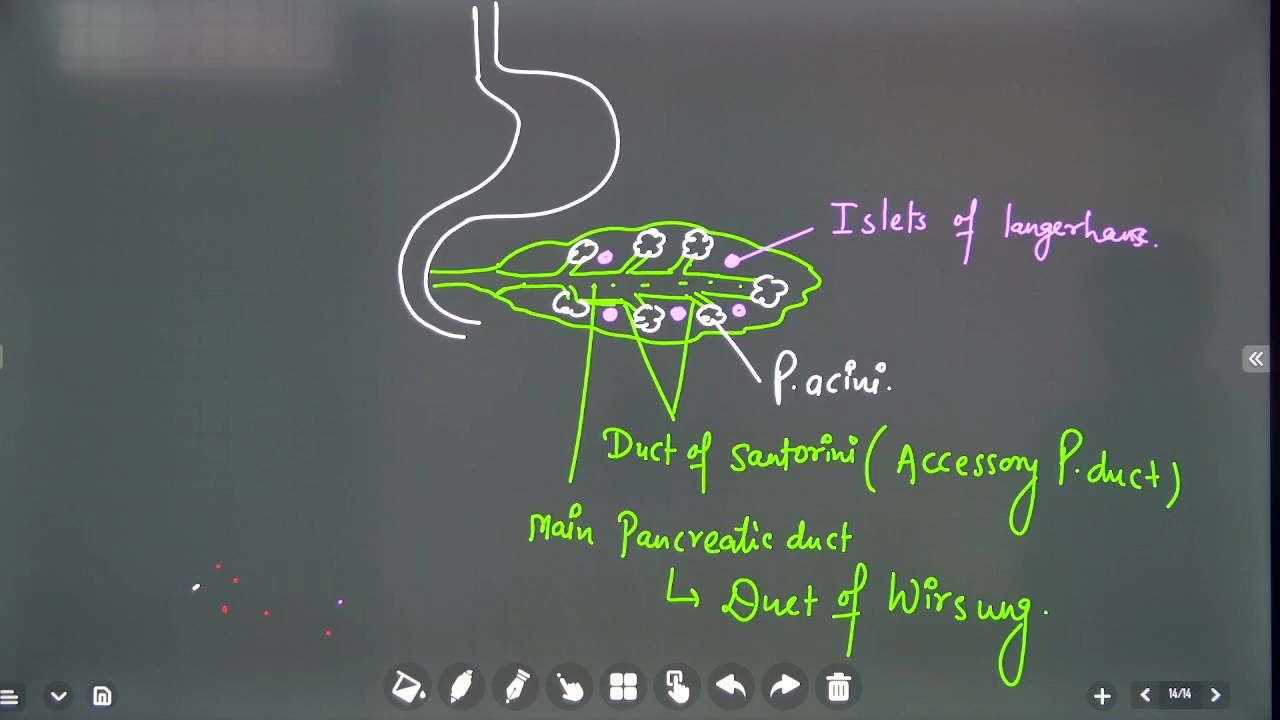 Islets of langerhans.
P.acini.
Duct of santorini (Accessory P.duct)
Main Pancreatic duct
↳ Duct of Wirsung.
14/14